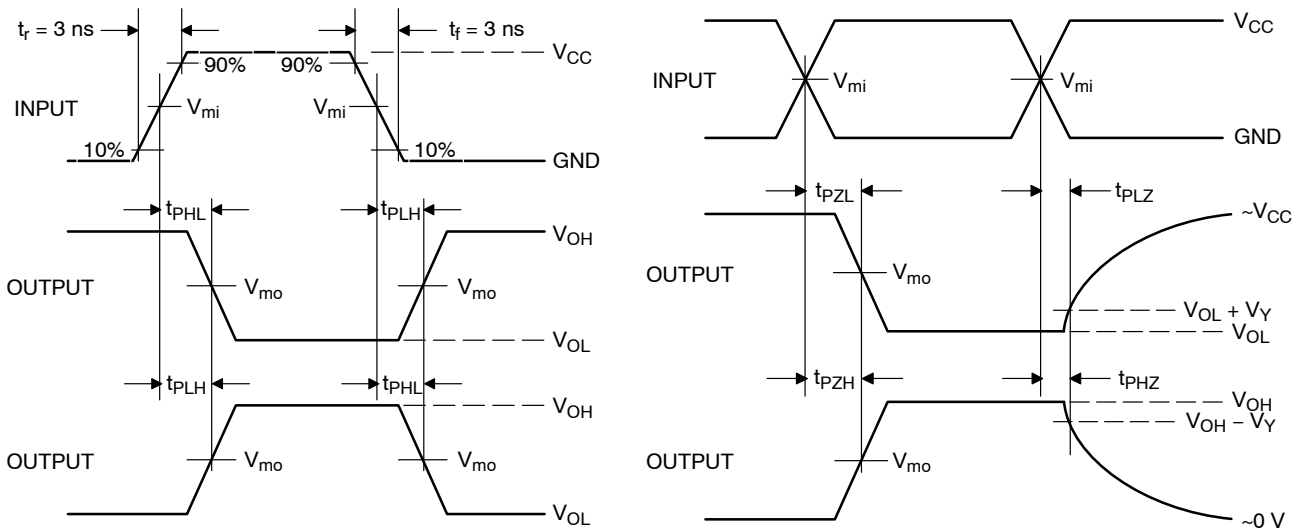 t_r = 3 ns
t_f = 3 ns
V_CC
90%
90%
INPUT
V_mi
V_mi
10%
10%
GND
t_PHL
t_PLH
V_OH
OUTPUT
V_mo
V_mo
V_OL
t_PLH
t_PHL
V_OH
OUTPUT
V_mo
V_mo
V_OL
V_CC
INPUT
V_mi
V_mi
GND
t_PZL
t_PLZ
~V_CC
OUTPUT
V_mo
V_OL + V_Y
V_OL
t_PZH
t_PHZ
V_OH
V_OH − V_Y
OUTPUT
V_mo
~0 V